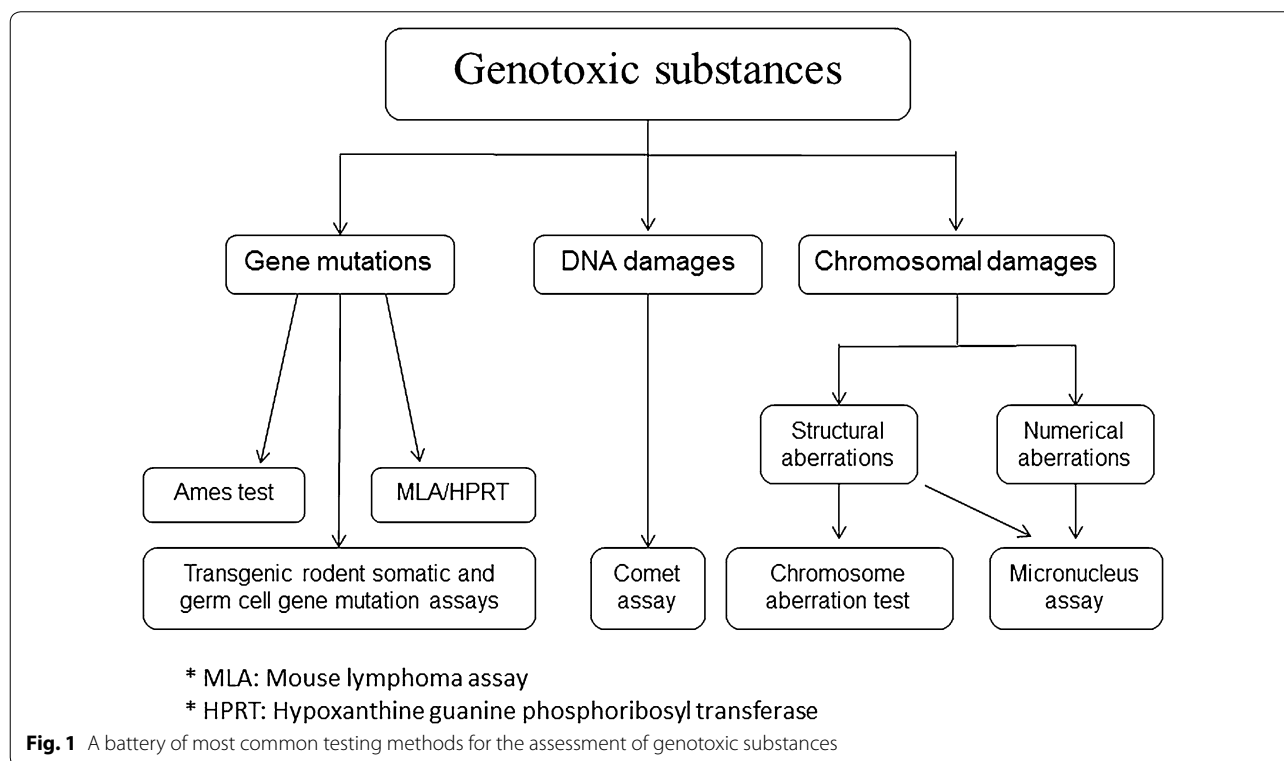 Genotoxic substances
Gene mutations
DNA damages
Chromosomal damages
Structural
aberrations
Numerical
aberrations
Ames test
MLA/HPRT
Transgenic rodent somatic and
germ cell gene mutation assays
Comet
assay
Chromosome
aberration test
Micronucleus
assay
* MLA: Mouse lymphoma assay
* HPRT: Hypoxanthine guanine phosphoribosyl transferase
Fig. 1 A battery of most common testing methods for the assessment of genotoxic substances